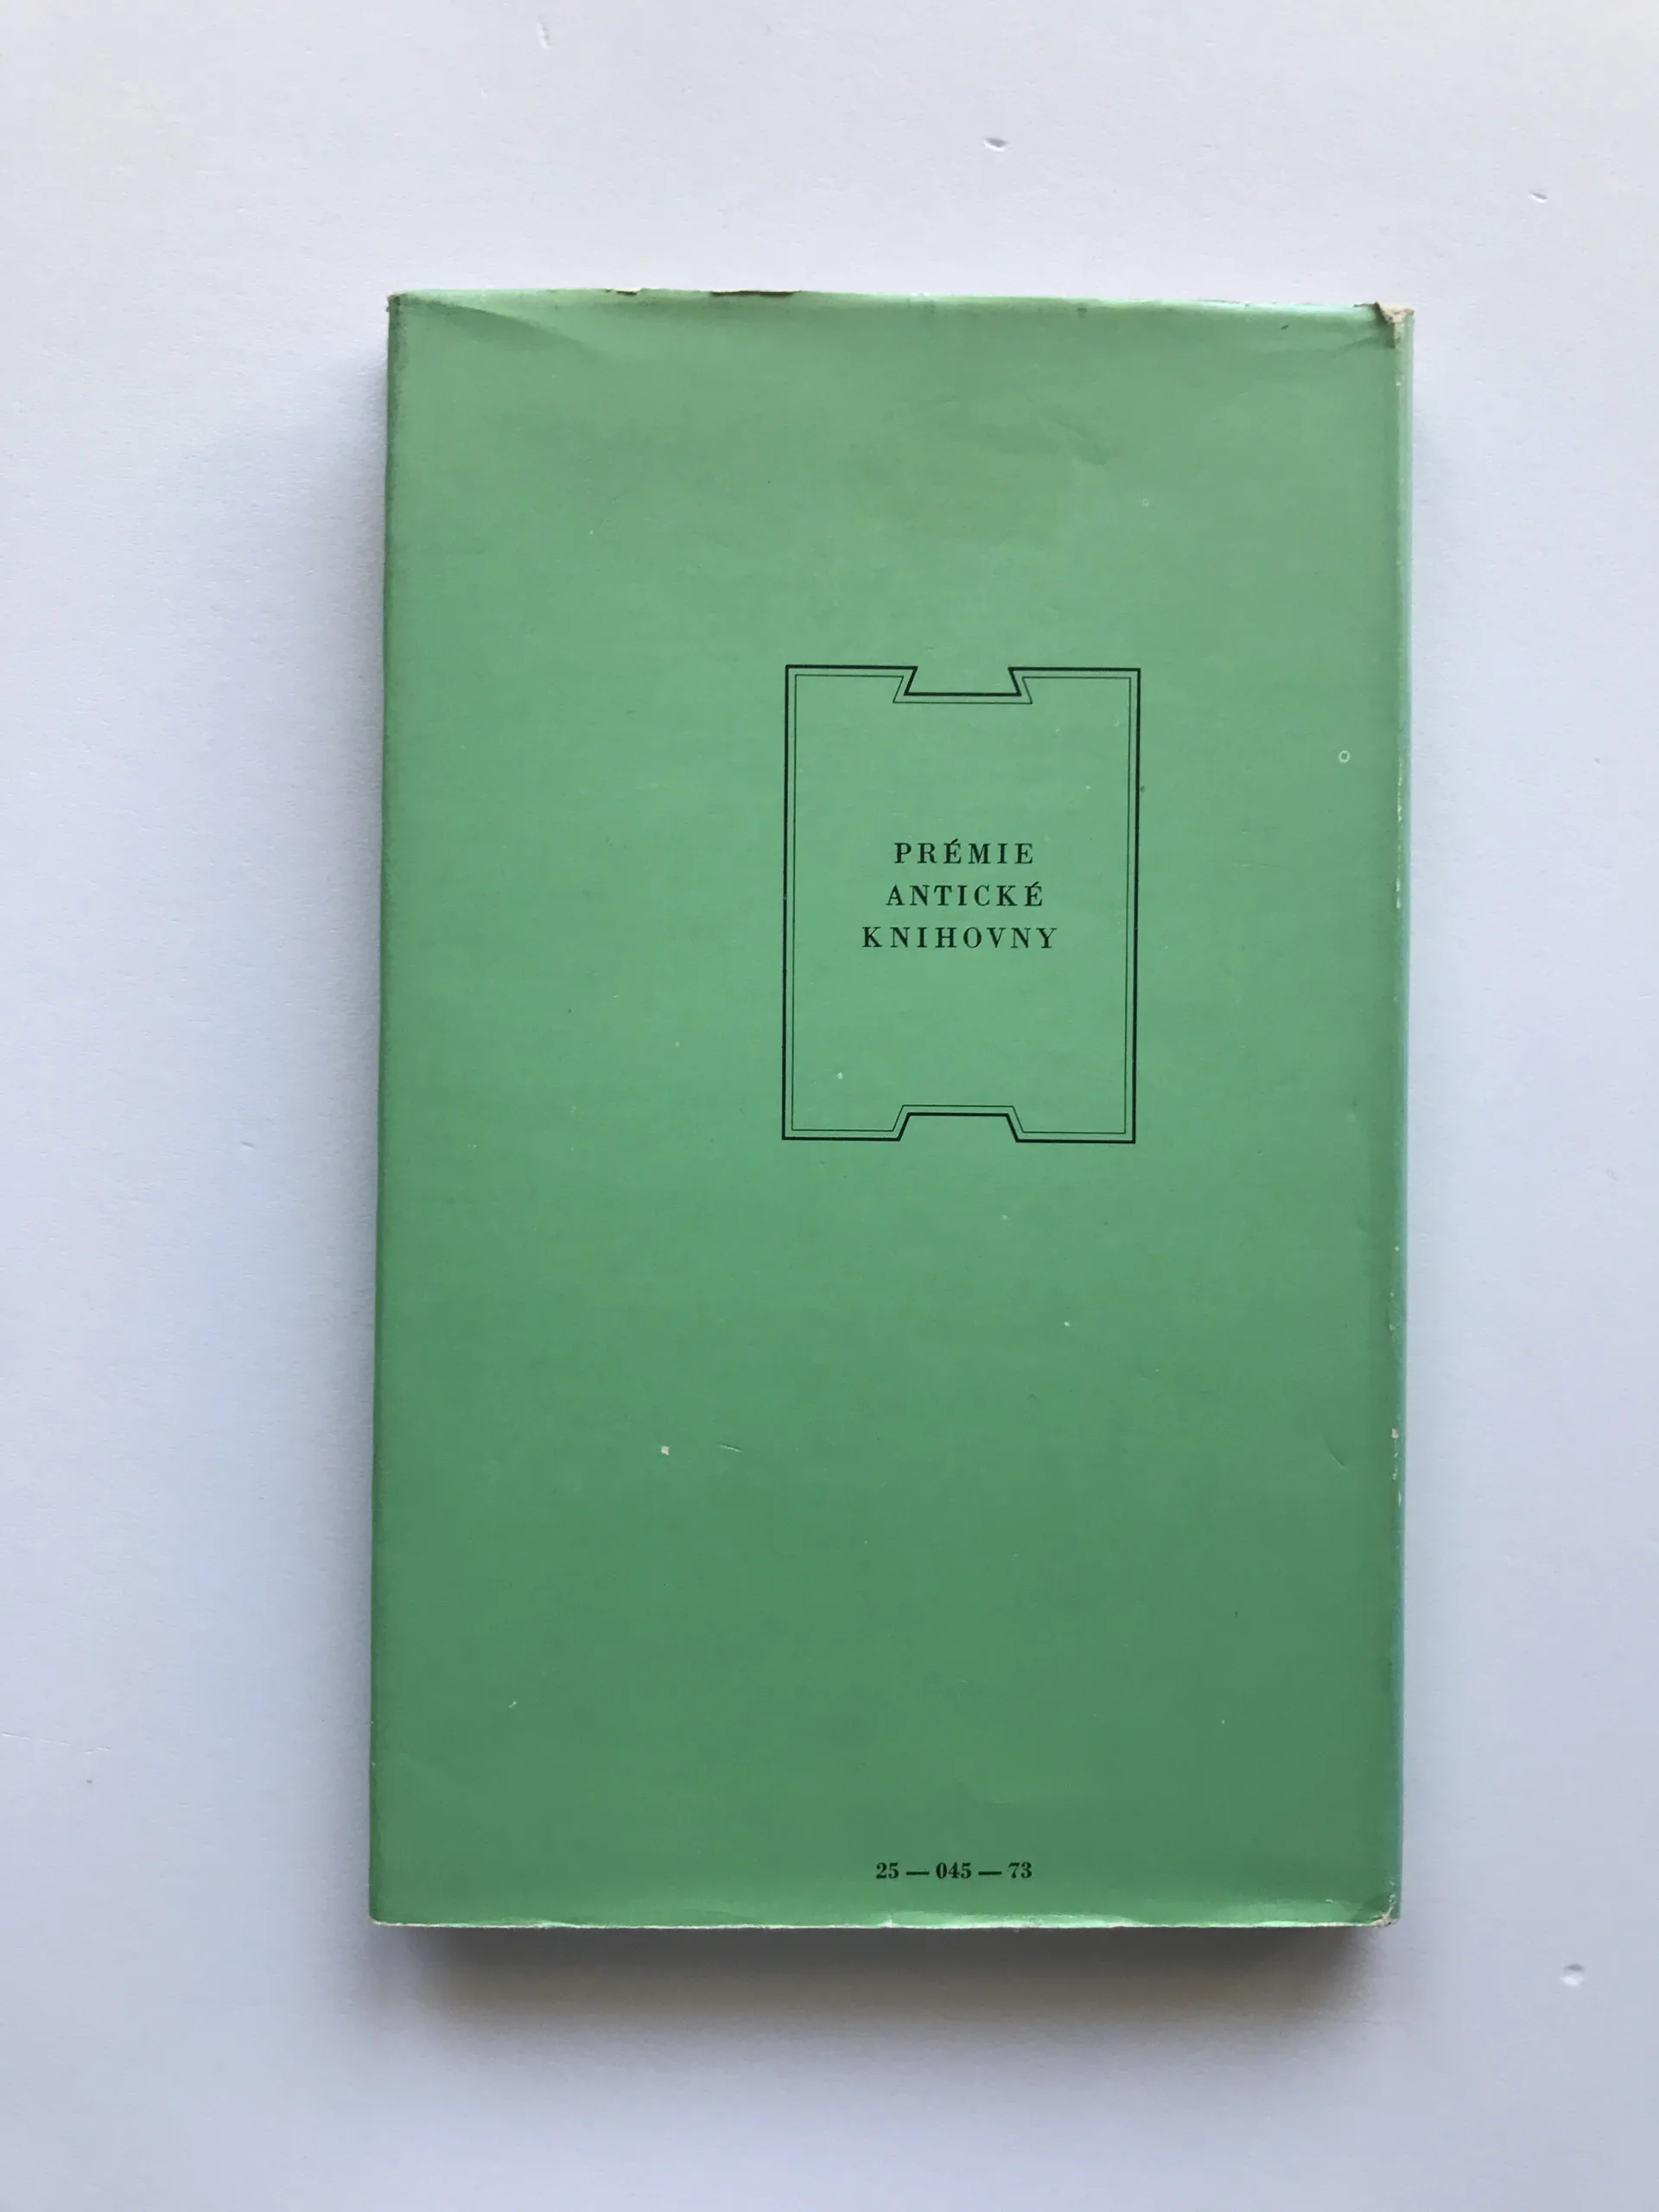 PRÉMIE
ANTICKÉ
KNIHOVNY
25 — 045 — 73